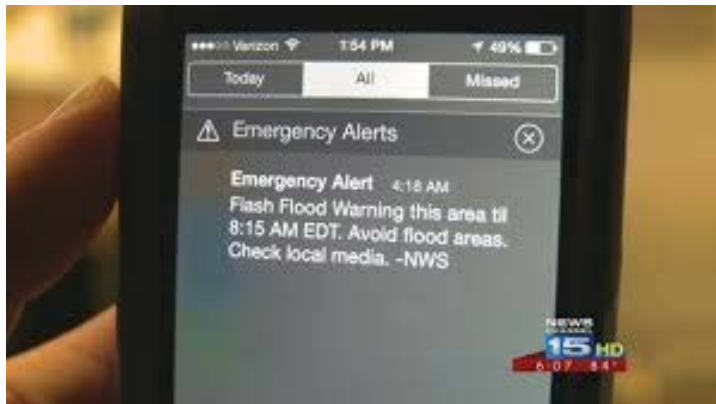 Verizon 1:54 PM 49%
Today All Missed
Emergency Alerts
Emergency Alert 4:18 AM
Flash Flood Warning this area til
8:15 AM EDT. Avoid flood areas.
Check local media. -NWS
NEWS
CHANNEL
15 HD
6:07 84°